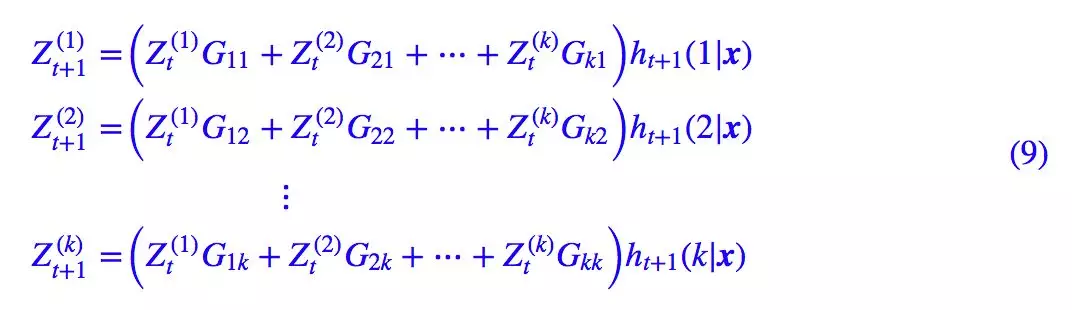 Z_{t+1}^{(1)} = (Z_t^{(1)} G_{11} + Z_t^{(2)} G_{21} + ⋯ + Z_t^{(k)} G_{k1}) h_{t+1}(1|x)
Z_{t+1}^{(2)} = (Z_t^{(1)} G_{12} + Z_t^{(2)} G_{22} + ⋯ + Z_t^{(k)} G_{k2}) h_{t+1}(2|x)
(9)
⋮
Z_{t+1}^{(k)} = (Z_t^{(1)} G_{1k} + Z_t^{(2)} G_{2k} + ⋯ + Z_t^{(k)} G_{kk}) h_{t+1}(k|x)